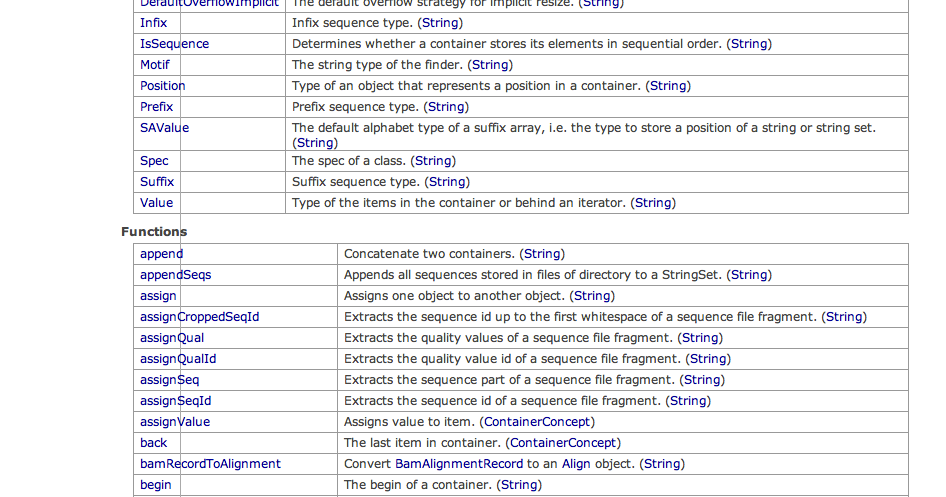 DefaultOverflowImplicit The default overflow strategy for implicit resize. (String)
Infix Infix sequence type. (String)
IsSequence Determines whether a container stores its elements in sequential order. (String)
Motif The string type of the finder. (String)
Position Type of an object that represents a position in a container. (String)
Prefix Prefix sequence type. (String)
SAValue The default alphabet type of a suffix array, i.e. the type to store a position of a string or string set.
(String)
Spec The spec of a class. (String)
Suffix Suffix sequence type. (String)
Value Type of the items in the container or behind an iterator. (String)
Functions
append Concatenate two containers. (String)
appendSeqs Appends all sequences stored in files of directory to a StringSet. (String)
assign Assigns one object to another object. (String)
assignCroppedSeqId Extracts the sequence id up to the first whitespace of a sequence file fragment. (String)
assignQual Extracts the quality values of a sequence file fragment. (String)
assignQualId Extracts the quality value id of a sequence file fragment. (String)
assignSeq Extracts the sequence part of a sequence file fragment. (String)
assignSeqId Extracts the sequence id of a sequence file fragment. (String)
assignValue Assigns value to item. (ContainerConcept)
back The last item in container. (ContainerConcept)
bamRecordToAlignment Convert BamAlignmentRecord to an Align object. (String)
begin The begin of a container. (String)